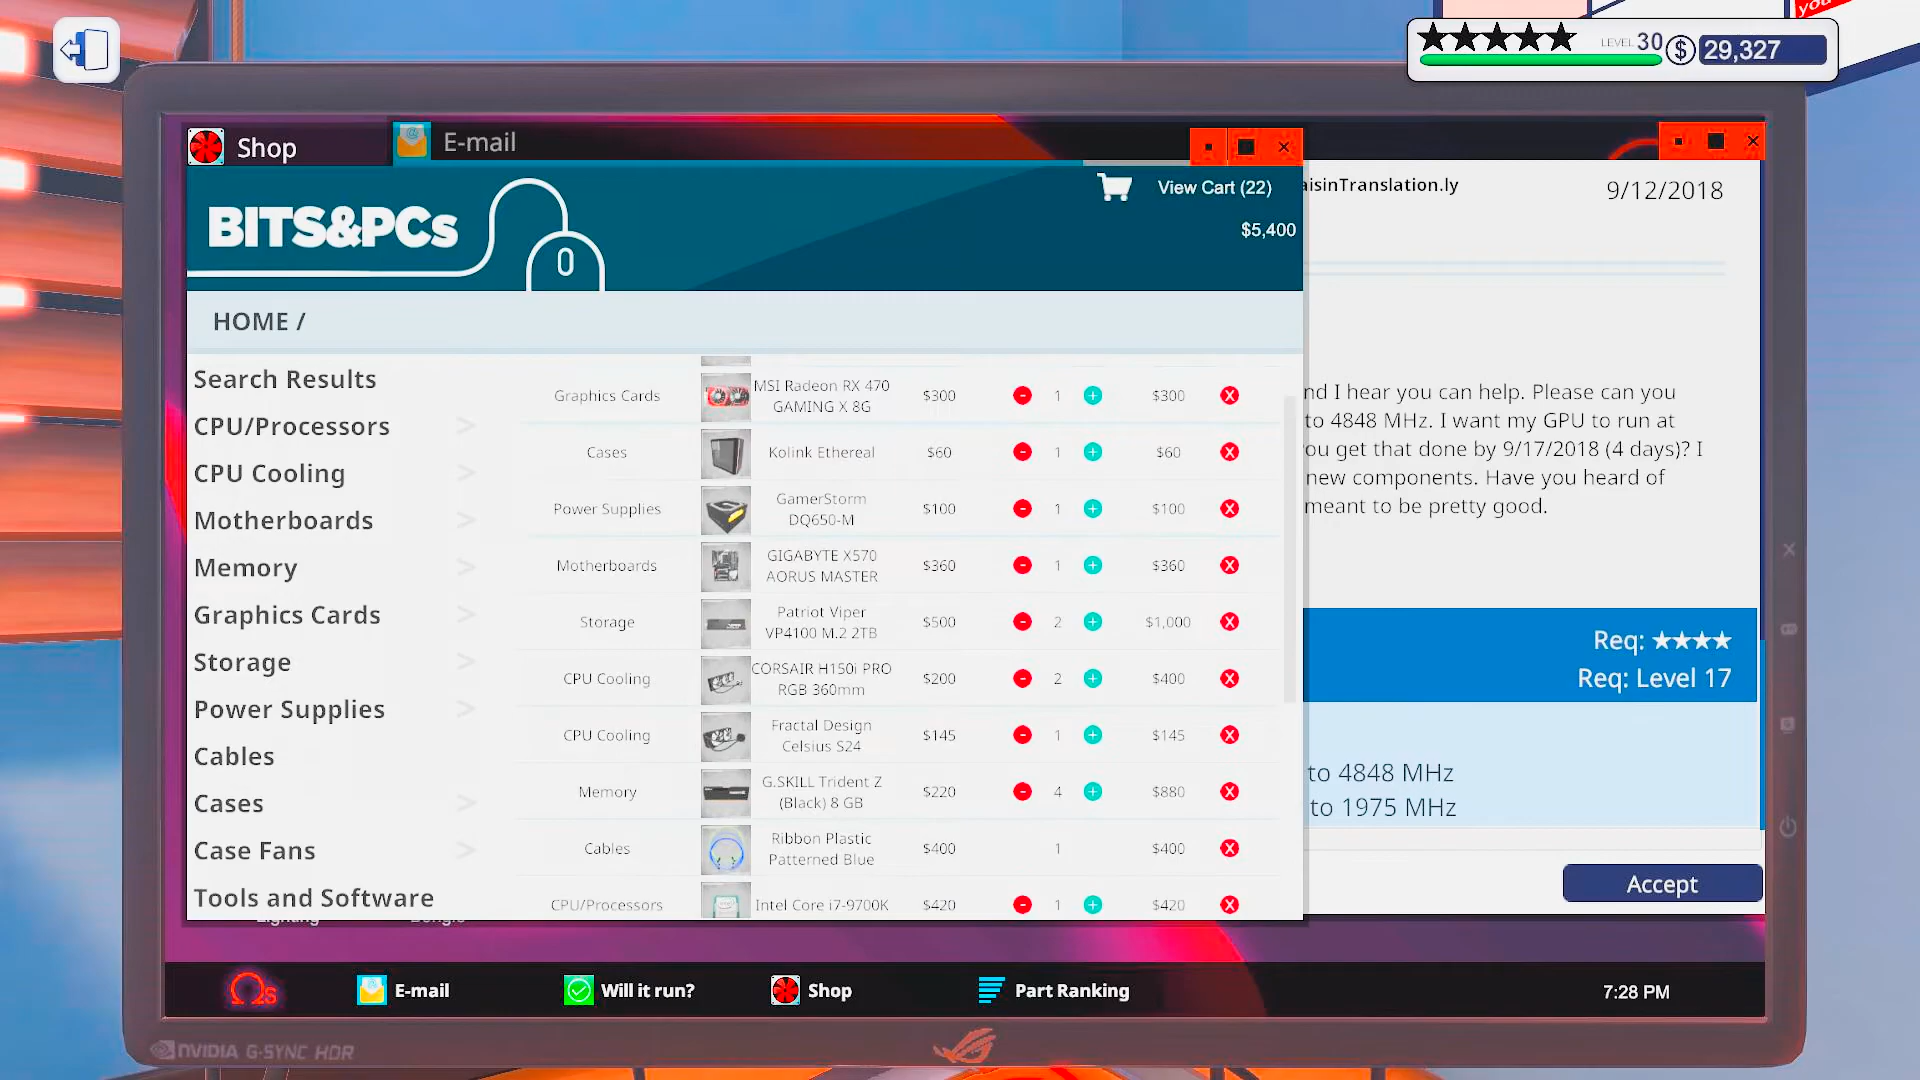 LEVEL 30
$ 29,327
Shop
E-mail
View Cart (22)
$5,400
BITS&PCs
aisinTranslation.ly
9/12/2018
HOME /
Search Results
CPU/Processors >
CPU Cooling >
Motherboards >
Memory >
Graphics Cards >
Storage >
Power Supplies >
Cables
Cases >
Case Fans >
Tools and Software
Graphics Cards MSI Radeon RX 470 GAMING X 8G $300 - 1 + $300 X
Cases Kolink Ethereal $60 - 1 + $60 X
Power Supplies GamerStorm DQ650-M $100 - 1 + $100 X
Motherboards GIGABYTE X570 AORUS MASTER $360 - 1 + $360 X
Storage Patriot Viper VP4100 M.2 2TB $500 - 2 + $1,000 X
CPU Cooling CORSAIR H150i PRO RGB 360mm $200 - 2 + $400 X
CPU Cooling Fractal Design Celsius S24 $145 - 1 + $145 X
Memory G.SKILL Trident Z (Black) 8 GB $220 - 4 + $880 X
Cables Ribbon Plastic Patterned Blue $400 1 $400 X
CPU/Processors Intel Core i7-9700K $420 - 1 + $420 X
nd I hear you can help. Please can you
to 4848 MHz. I want my GPU to run at
ou get that done by 9/17/2018 (4 days)? I
new components. Have you heard of
meant to be pretty good.
Req: ★★★★
Req: Level 17
to 4848 MHz
to 1975 MHz
Accept
E-mail
Will it run?
Shop
Part Ranking
7:28 PM
NVIDIA G-SYNC HDR